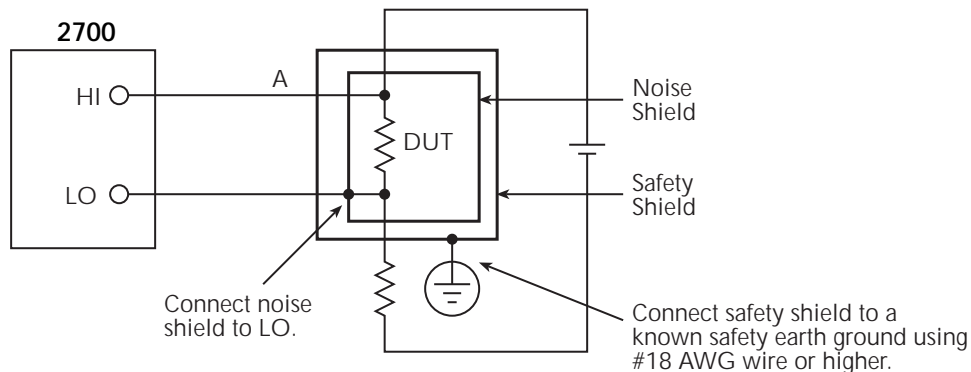 2700
HI
A
LO
DUT
Noise
Shield
Safety
Shield
Connect noise
shield to LO.
Connect safety shield to a
known safety earth ground using
#18 AWG wire or higher.